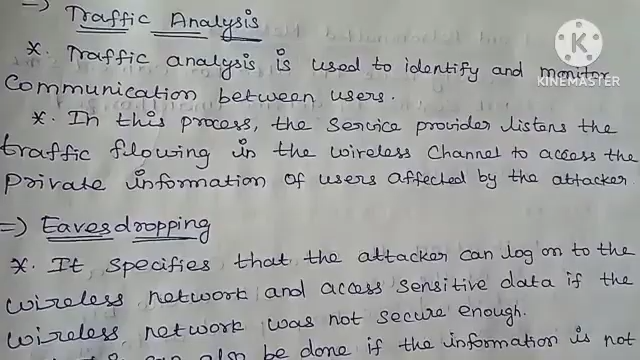 =) Traffic Analysis
*. Traffic analysis is used to identify and monitor
communication between users.
*. In this process, the service provider listens the
traffic flowing in the wireless channel to access the
private information of users affected by the attacker
=) Eavesdropping
*. It specifies that the attacker can log on to the
wireless network and access sensitive data if the
wireless network was not secure enough.
also be done if the information is not
KINEMASTER